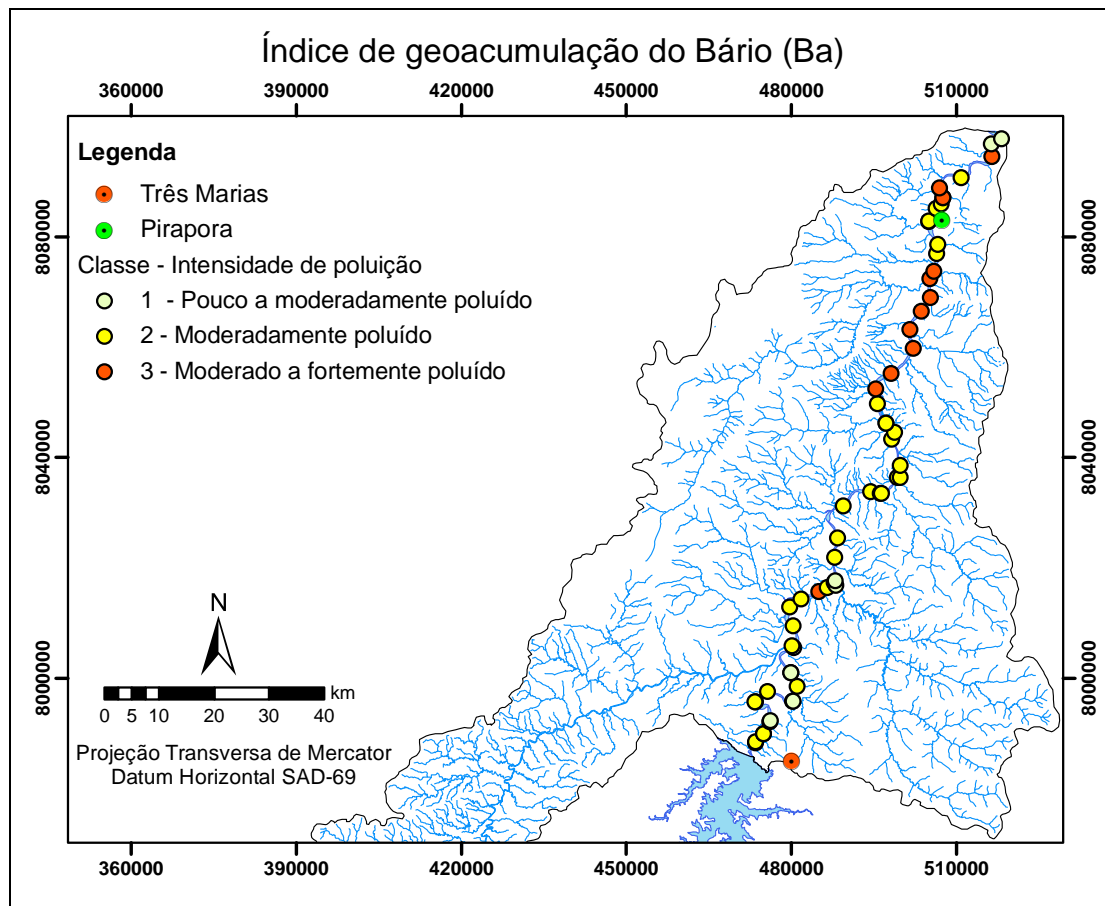 Índice de geoacumulação do Bário (Ba)
360000 390000 420000 450000 480000 510000
Legenda
Três Marias
Pirapora
Classe - Intensidade de poluição
1 - Pouco a moderadamente poluído
2 - Moderadamente poluído
3 - Moderado a fortemente poluído
8080000 8080000
8040000 8040000
8000000 8000000
N
km
0 5 10 20 30 40
Projeção Transversa de Mercator
Datum Horizontal SAD-69
360000 390000 420000 450000 480000 510000